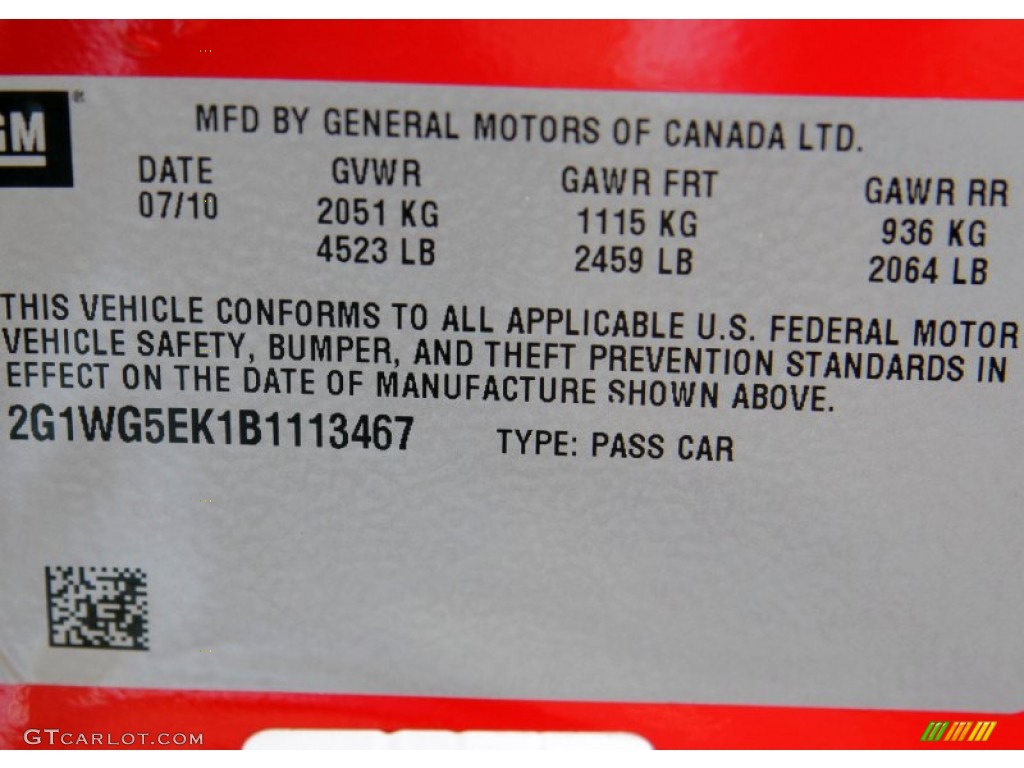 GM
MFD BY GENERAL MOTORS OF CANADA LTD.
DATE GVWR GAWR FRT GAWR RR
07/10 2051 KG 1115 KG 936 KG
4523 LB 2459 LB 2064 LB
THIS VEHICLE CONFORMS TO ALL APPLICABLE U.S. FEDERAL MOTOR
VEHICLE SAFETY, BUMPER, AND THEFT PREVENTION STANDARDS IN
EFFECT ON THE DATE OF MANUFACTURE SHOWN ABOVE.
2G1WG5EK1B1113467 TYPE: PASS CAR
GTCARLOT.COM